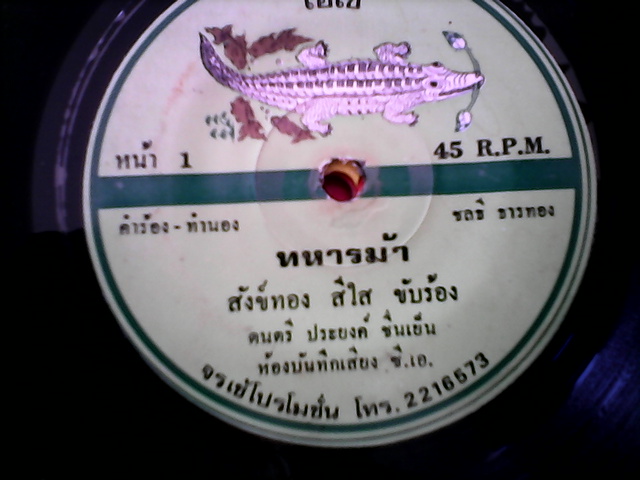 หน้า 1
45 R.P.M.
คำร้อง - ทำนอง
ชลธี ธารทอง
ทหารม้า
สังข์ทอง สีใส ขับร้อง
ดนตรี ประยงค์ ชื่นเย็น
ห้องบันทึกเสียง ซี.เอ.
จรเข้โปรโมชั่น โทร. 2216573